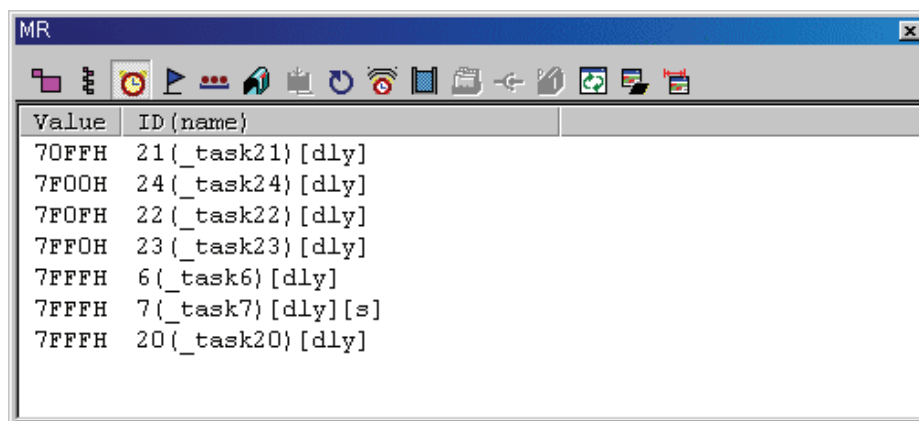 MR
Value ID(name)
70FFH 21(_task21)[dly]
7F00H 24(_task24)[dly]
7F0FH 22(_task22)[dly]
7FF0H 23(_task23)[dly]
7FFFH 6(_task6)[dly]
7FFFH 7(_task7)[dly][s]
7FFFH 20(_task20)[dly]